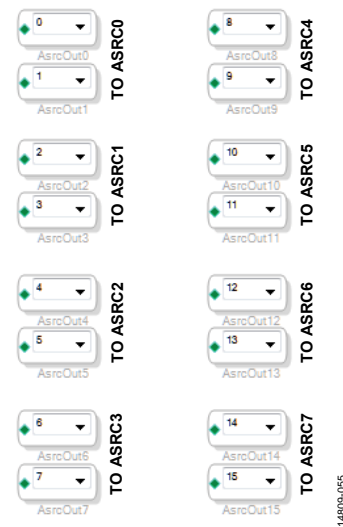 0
AsrcOut0
1
AsrcOut1
TO ASRC0
2
AsrcOut2
3
AsrcOut3
TO ASRC1
4
AsrcOut4
5
AsrcOut5
TO ASRC2
6
AsrcOut6
7
AsrcOut7
TO ASRC3
8
AsrcOut8
9
AsrcOut9
TO ASRC4
10
AsrcOut10
11
AsrcOut11
TO ASRC5
12
AsrcOut12
13
AsrcOut13
TO ASRC6
14
AsrcOut14
15
AsrcOut15
TO ASRC7
14809-055